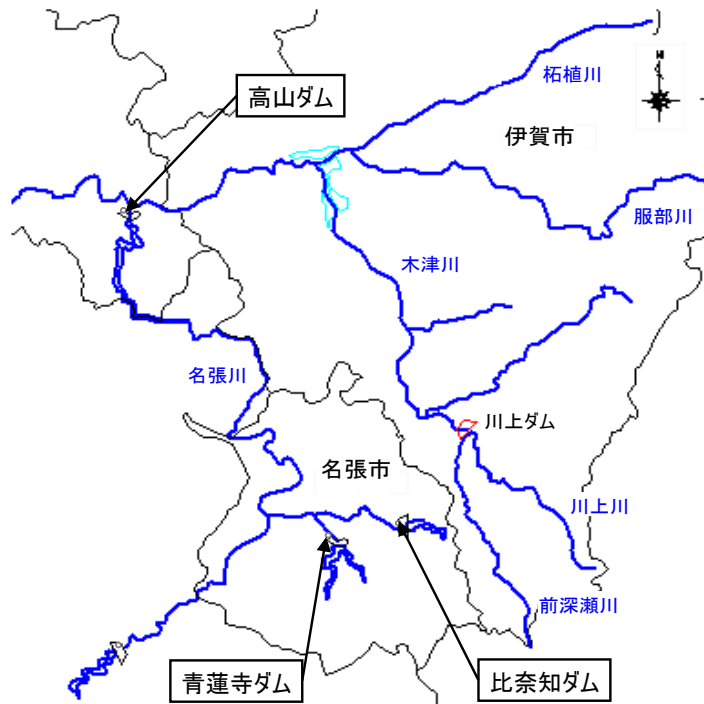 高山ダム
柘植川
N
伊賀市
服部川
木津川
名張川
川上ダム
名張市
川上川
前深瀬川
青蓮寺ダム
比奈知ダム